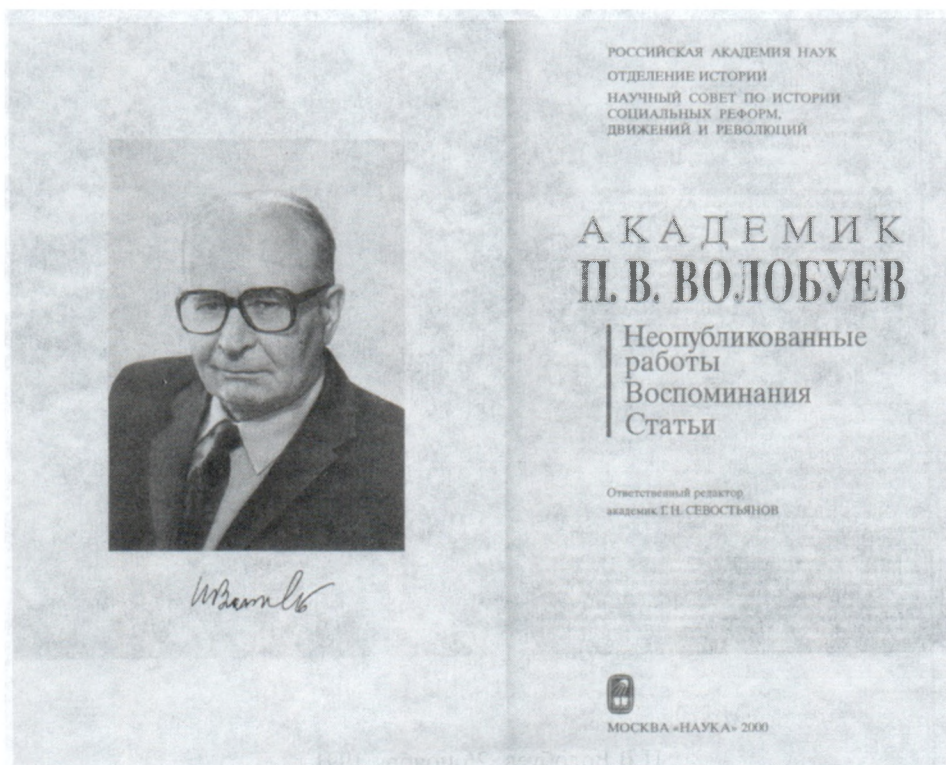 РОССИЙСКАЯ АКАДЕМИЯ НАУК
ОТДЕЛЕНИЕ ИСТОРИИ
НАУЧНЫЙ СОВЕТ ПО ИСТОРИИ
СОЦИАЛЬНЫХ РЕФОРМ,
ДВИЖЕНИЙ И РЕВОЛЮЦИЙ
АКАДЕМИК
П. В. ВОЛОБУЕВ
Неопубликованные
работы
Воспоминания
Статьи
Ответственный редактор
академик Г.Н. СЕВОСТЬЯНОВ
МОСКВА «НАУКА» 2000